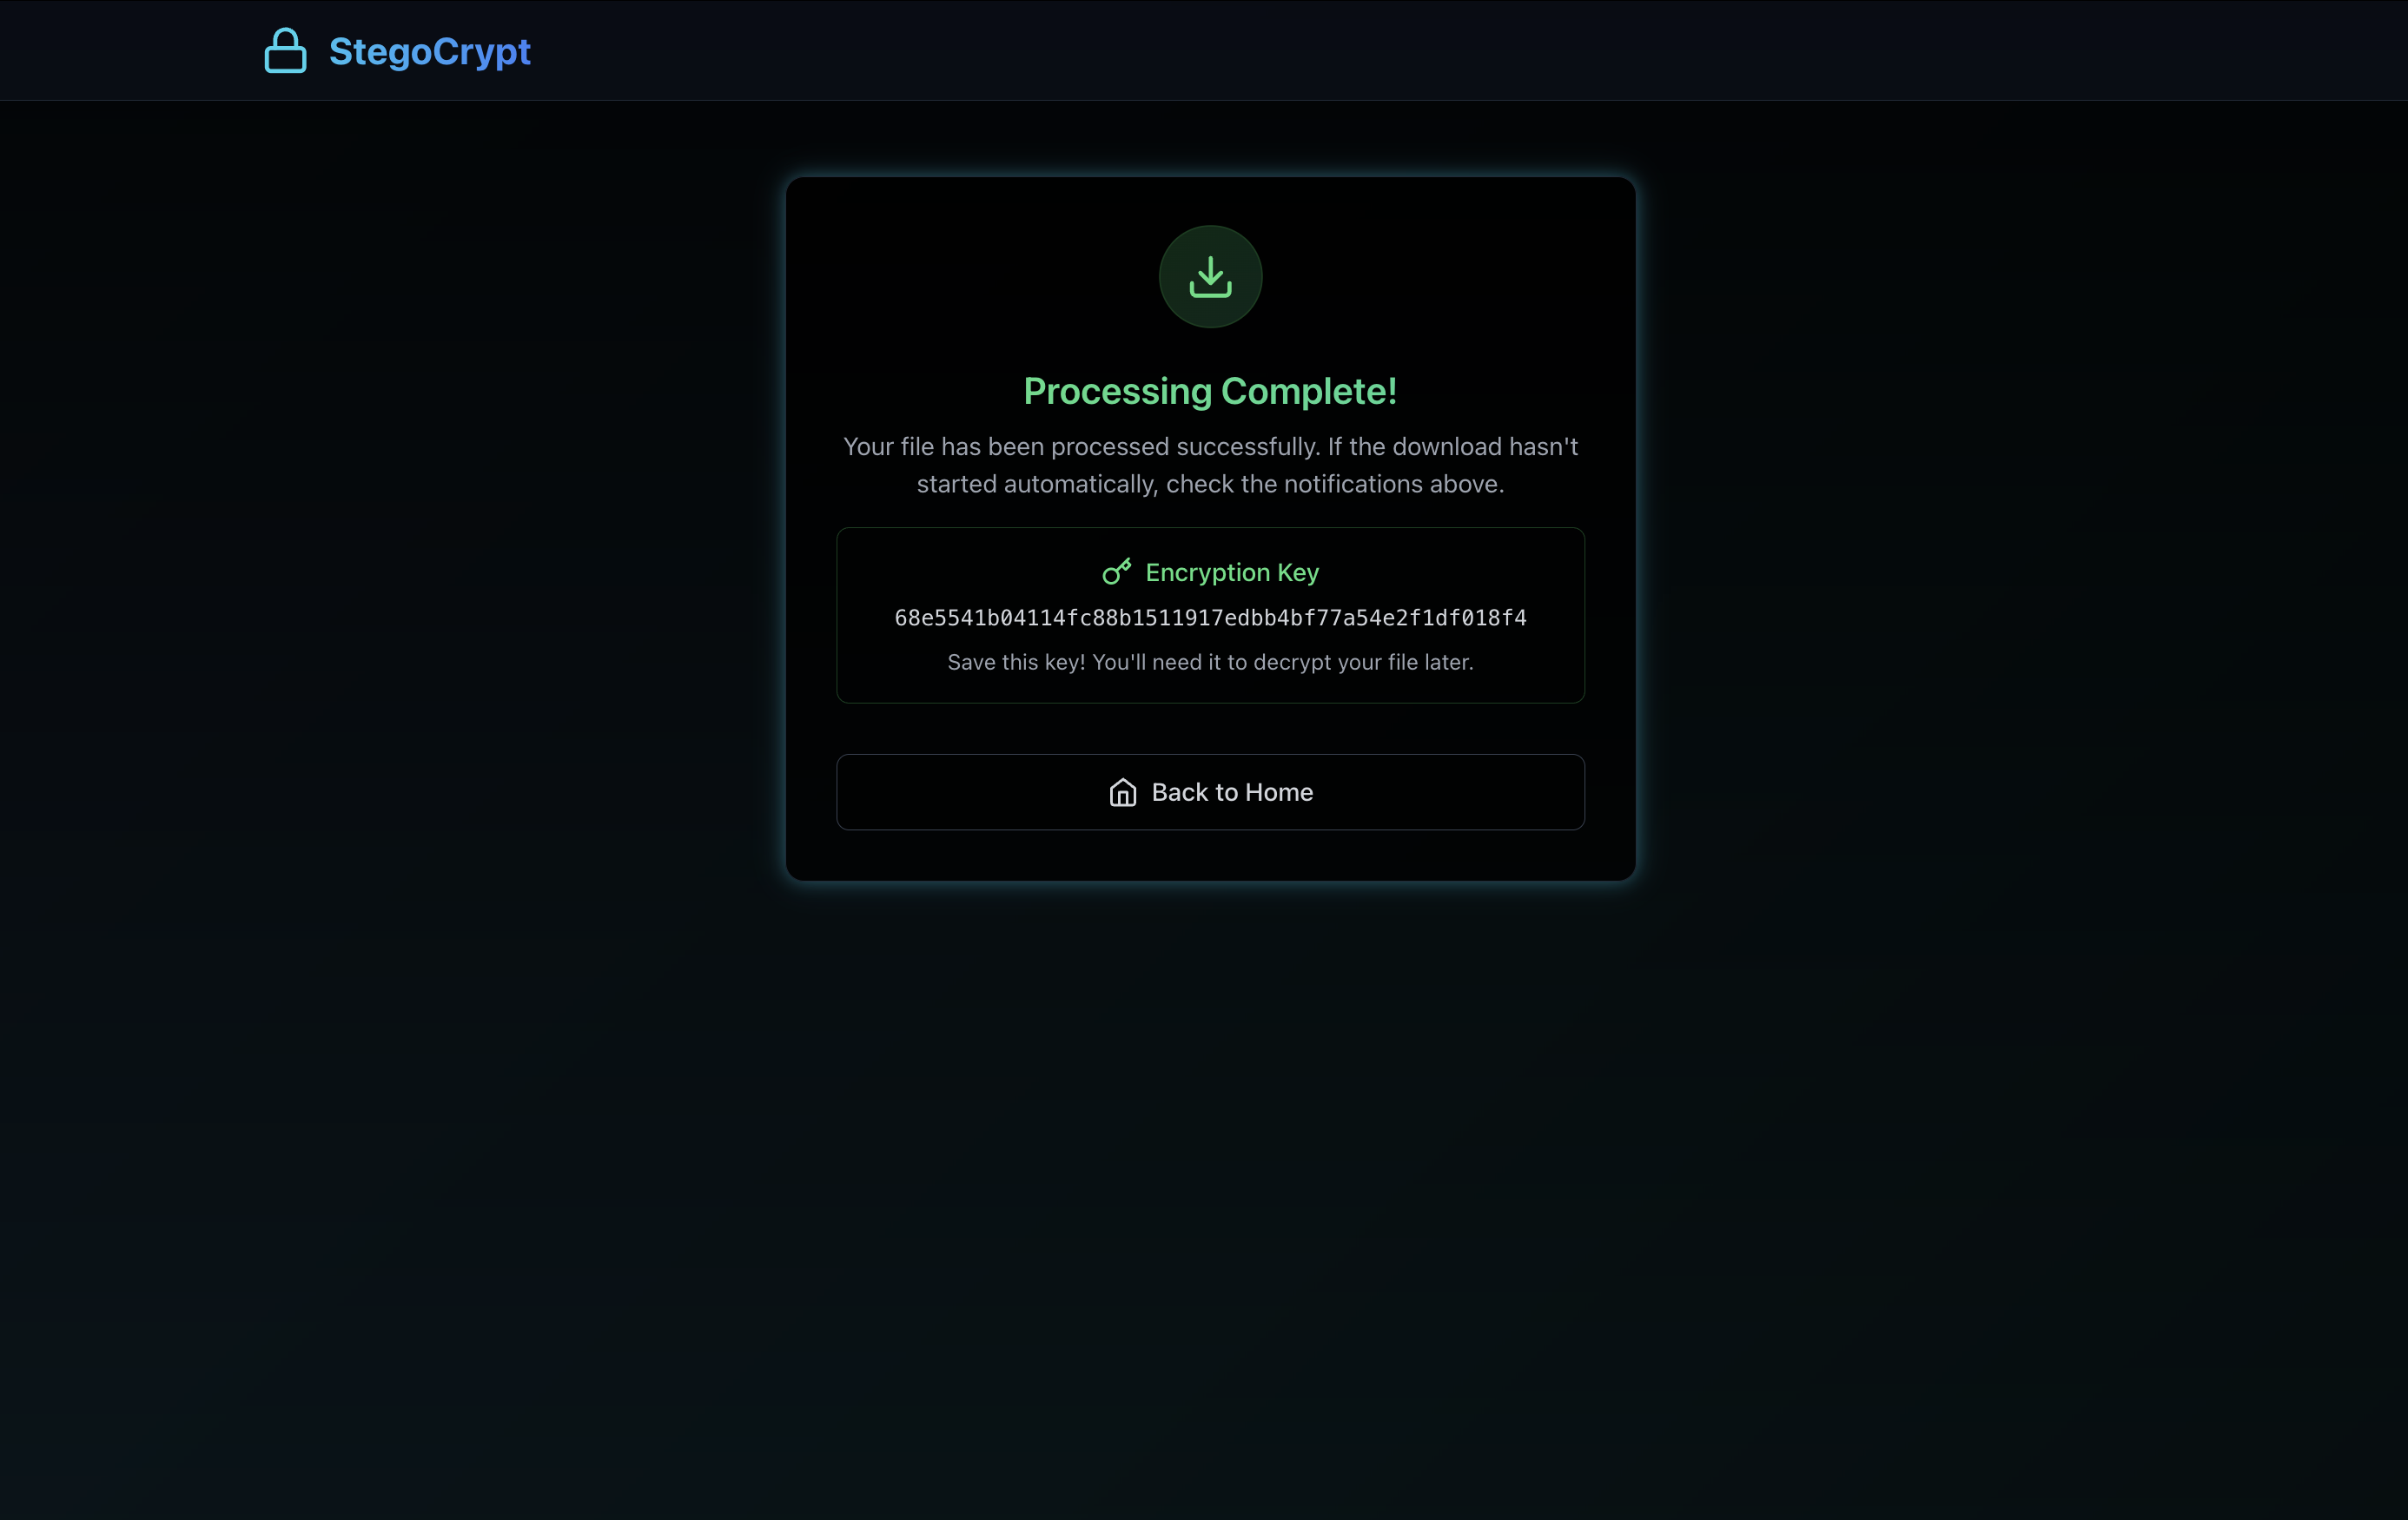 StegoCrypt
Processing Complete!
Your file has been processed successfully. If the download hasn't
started automatically, check the notifications above.
Encryption Key
68e5541b04114fc88b1511917edbb4bf77a54e2f1df018f4
Save this key! You'll need it to decrypt your file later.
Back to Home